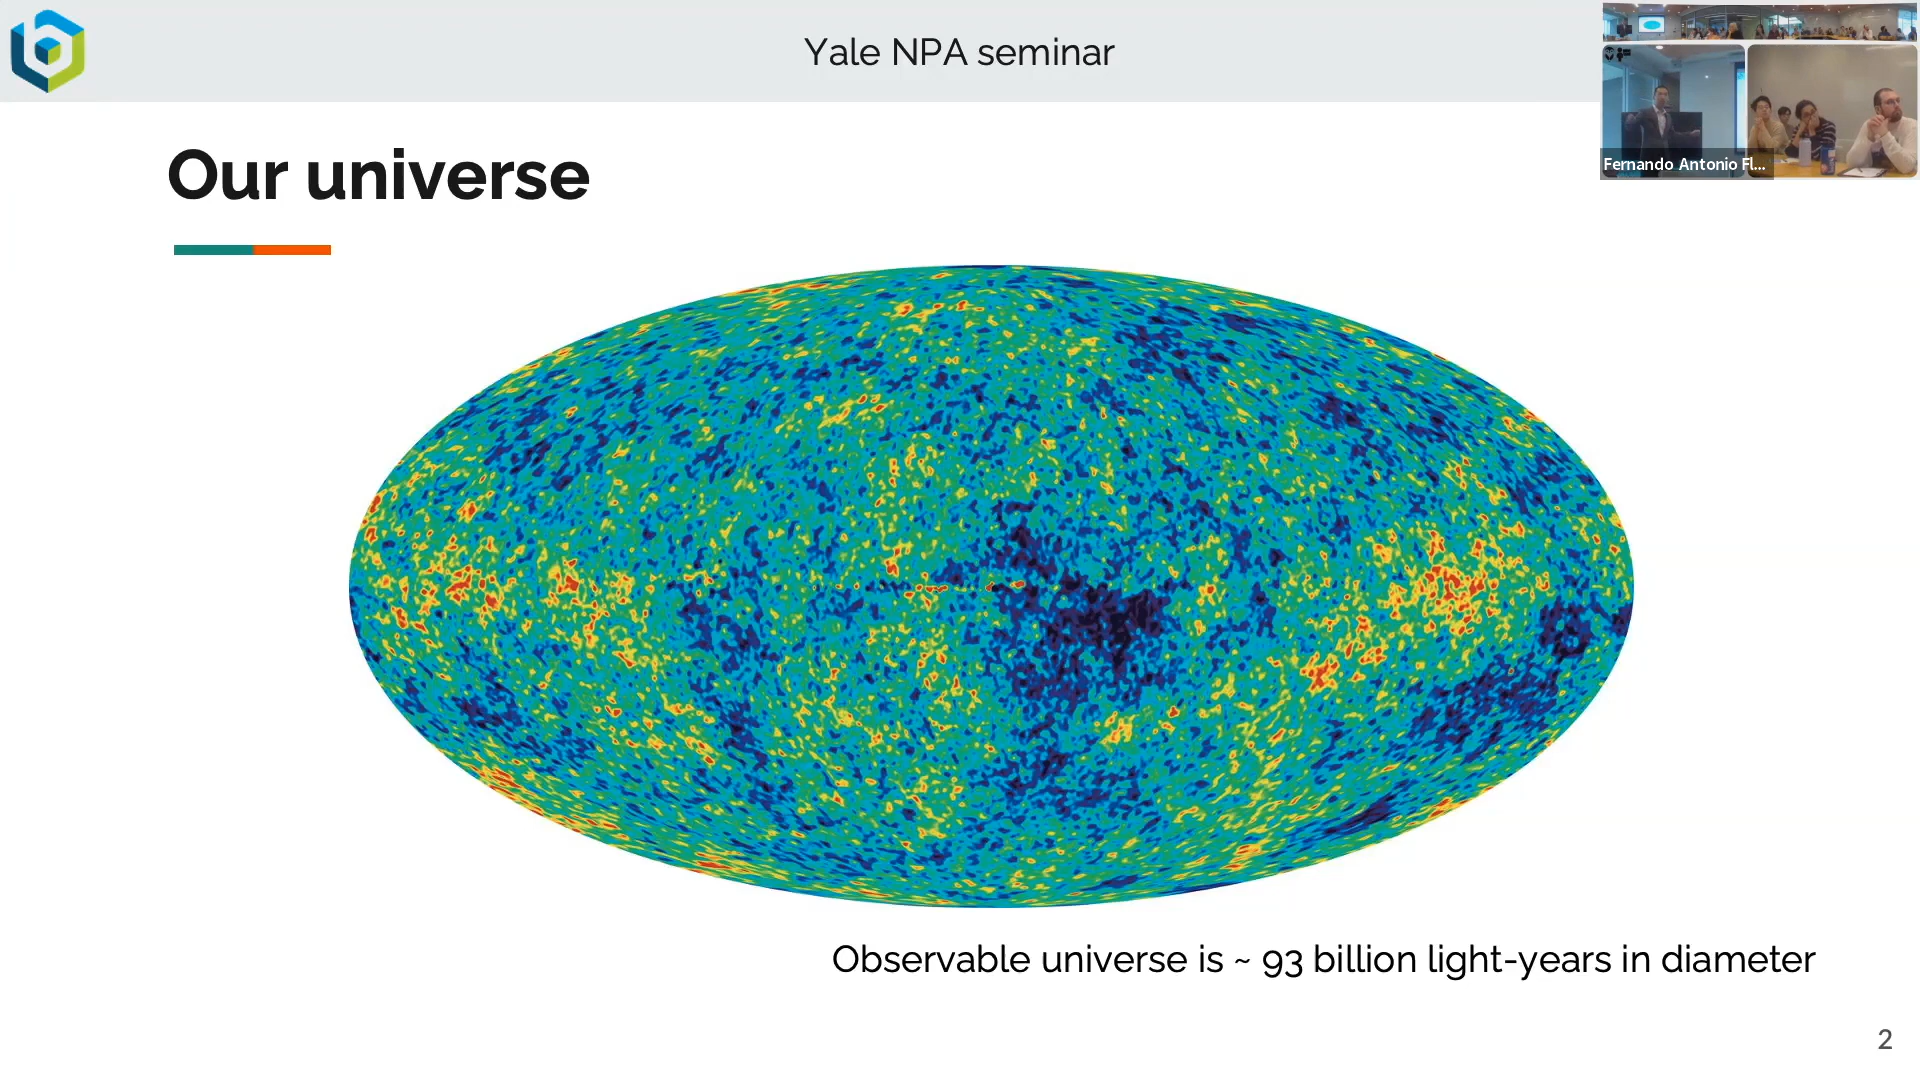 Yale NPA seminar
Fernando Antonio Fl...
Our universe
Observable universe is ~ 93 billion light-years in diameter
2